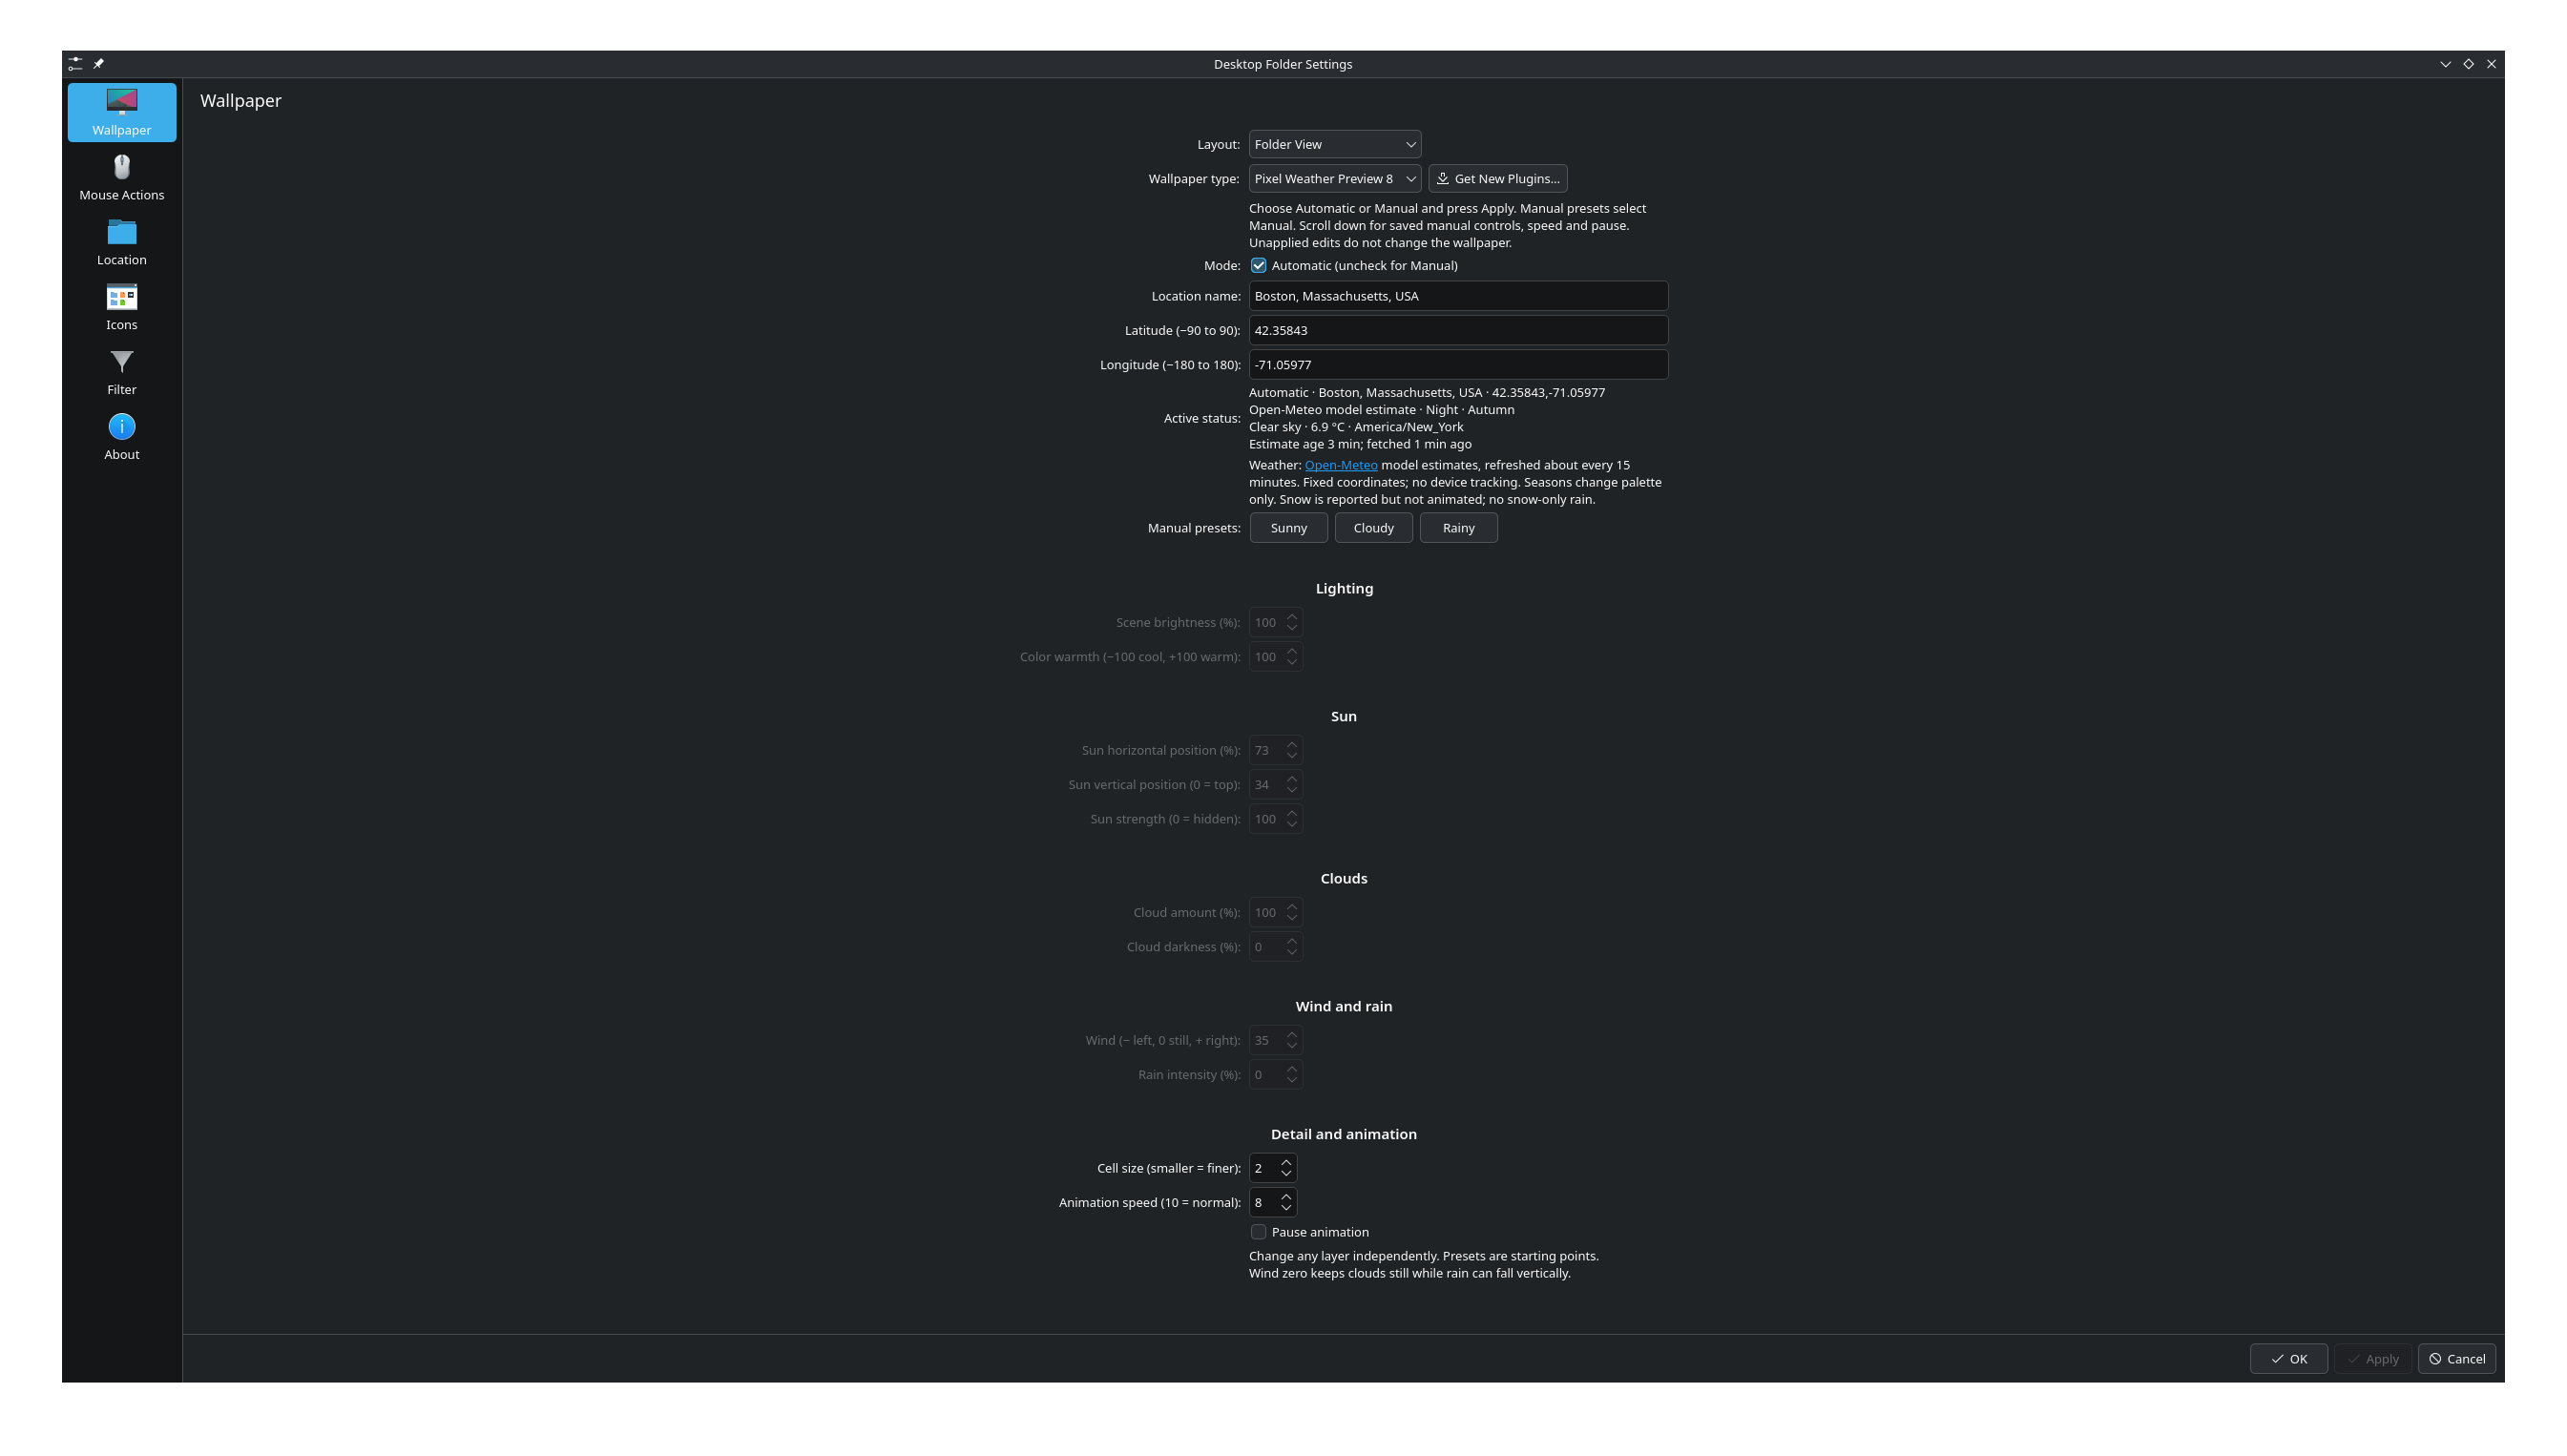 Desktop Folder Settings
Wallpaper
Mouse Actions
Location
Icons
Filter
About
Wallpaper
Layout: Folder View
Wallpaper type: Pixel Weather Preview 8 Get New Plugins...
Choose Automatic or Manual and press Apply. Manual presets select
Manual. Scroll down for saved manual controls, speed and pause.
Unapplied edits do not change the wallpaper.
Mode: Automatic (uncheck for Manual)
Location name: Boston, Massachusetts, USA
Latitude (−90 to 90): 42.35843
Longitude (−180 to 180): -71.05977
Active status:
Automatic · Boston, Massachusetts, USA · 42.35843,-71.05977
Open-Meteo model estimate · Night · Autumn
Clear sky · 6.9 °C · America/New_York
Estimate age 3 min; fetched 1 min ago
Weather: Open-Meteo model estimates, refreshed about every 15
minutes. Fixed coordinates; no device tracking. Seasons change palette
only. Snow is reported but not animated; no snow-only rain.
Manual presets: Sunny Cloudy Rainy
Lighting
Scene brightness (%): 100
Color warmth (−100 cool, +100 warm): 100
Sun
Sun horizontal position (%): 73
Sun vertical position (0 = top): 34
Sun strength (0 = hidden): 100
Clouds
Cloud amount (%): 100
Cloud darkness (%): 0
Wind and rain
Wind (− left, 0 still, + right): 35
Rain intensity (%): 0
Detail and animation
Cell size (smaller = finer): 2
Animation speed (10 = normal): 8
Pause animation
Change any layer independently. Presets are starting points.
Wind zero keeps clouds still while rain can fall vertically.
OK Apply Cancel